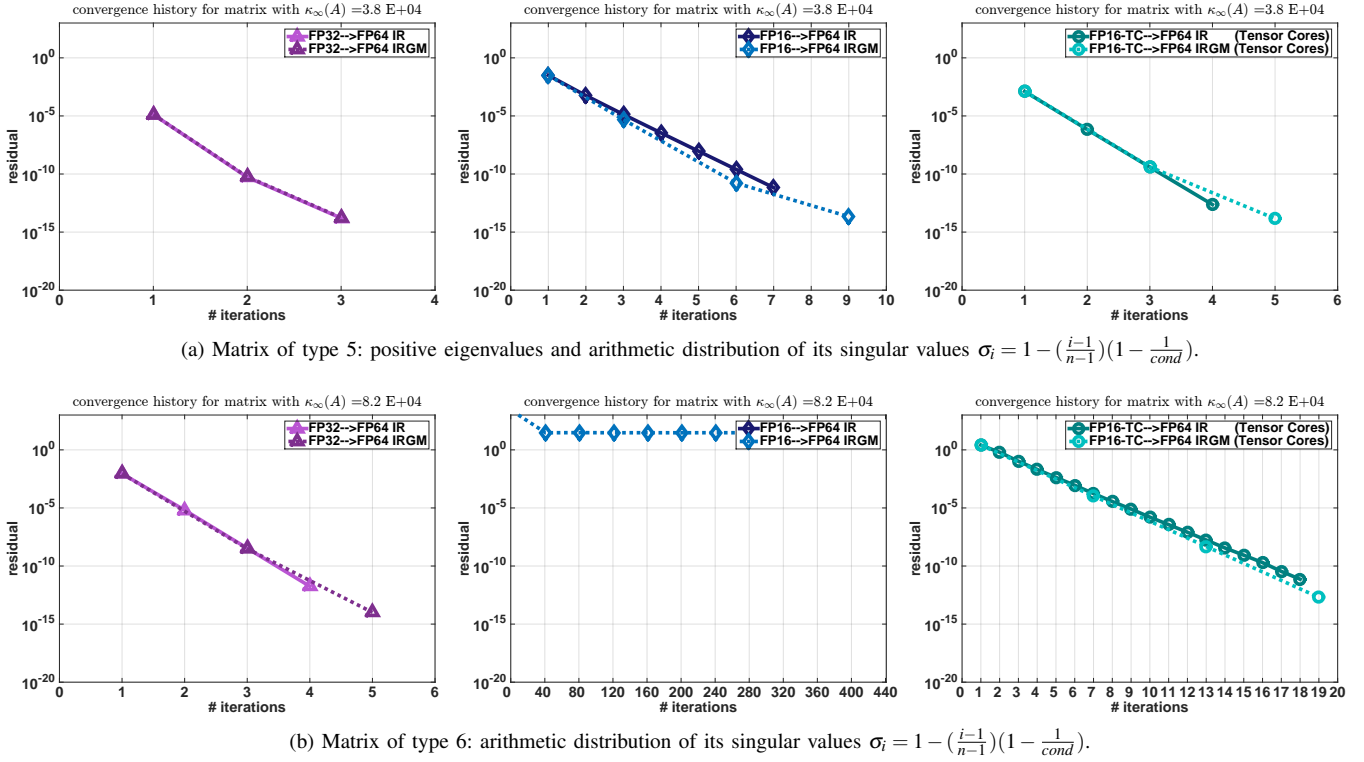 convergence history for matrix with κ∞(A) =3.8 E+04
FP32-->FP64 IR
FP32-->FP64 IRGM
10^0
10^-5
10^-10
10^-15
10^-20
residual
0 1 2 3 4
# iterations
convergence history for matrix with κ∞(A) =3.8 E+04
FP16-->FP64 IR
FP16-->FP64 IRGM
10^0
10^-5
10^-10
10^-15
10^-20
residual
0 1 2 3 4 5 6 7 8 9 10
# iterations
convergence history for matrix with κ∞(A) =3.8 E+04
FP16-TC-->FP64 IR (Tensor Cores)
FP16-TC-->FP64 IRGM (Tensor Cores)
10^0
10^-5
10^-10
10^-15
10^-20
residual
0 1 2 3 4 5 6
# iterations
(a) Matrix of type 5: positive eigenvalues and arithmetic distribution of its singular values σi = 1 − ((i−1)/(n−1))(1 − 1/cond).
convergence history for matrix with κ∞(A) =8.2 E+04
FP32-->FP64 IR
FP32-->FP64 IRGM
10^0
10^-5
10^-10
10^-15
10^-20
residual
0 1 2 3 4 5 6
# iterations
convergence history for matrix with κ∞(A) =8.2 E+04
FP16-->FP64 IR
FP16-->FP64 IRGM
10^0
10^-5
10^-10
10^-15
10^-20
residual
0 40 80 120 160 200 240 280 320 360 400 440
# iterations
convergence history for matrix with κ∞(A) =8.2 E+04
FP16-TC-->FP64 IR (Tensor Cores)
FP16-TC-->FP64 IRGM (Tensor Cores)
10^0
10^-5
10^-10
10^-15
10^-20
residual
0 1 2 3 4 5 6 7 8 9 10 11 12 13 14 15 16 17 18 19 20
# iterations
(b) Matrix of type 6: arithmetic distribution of its singular values σi = 1 − ((i−1)/(n−1))(1 − 1/cond).